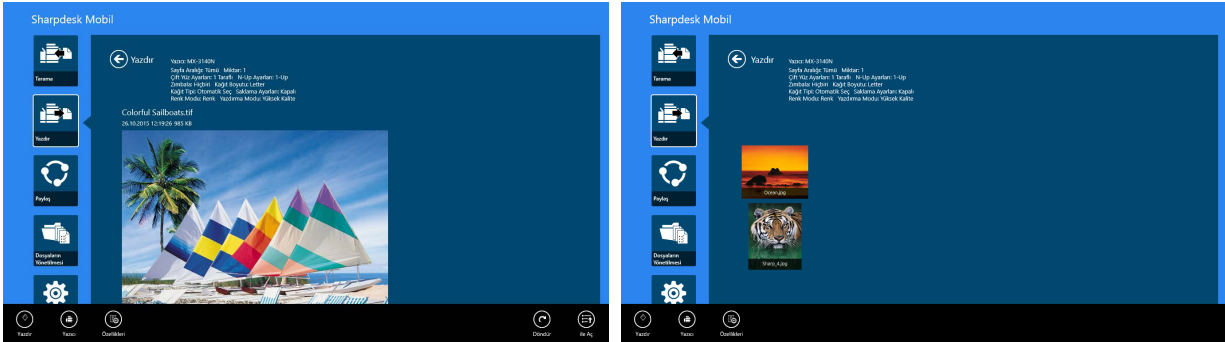 Sharpdesk Mobil
Tarama
Yazdır
Paylaş
Dosyaların
Yönetilmesi
Yazdır
Yazıcı: MX-3140N
Sayfa Aralığı: Tümü Miktar: 1
Çift Yüz Ayarları: 1 Taraflı N-Up Ayarları: 1-Up
Zımbala: Hiçbiri Kağıt Boyutu: Letter
Kağıt Tipi: Otomatik Seç Saklama Ayarları: Kapalı
Renk Modu: Renk Yazdırma Modu: Yüksek Kalite
Colorful Sailboats.tif
26.10.2015 12:19:26 985 KB
Yazdır
Yazıcı
Özellikleri
Döndür
ile Aç
Sharpdesk Mobil
Tarama
Yazdır
Paylaş
Dosyaların
Yönetilmesi
Yazdır
Yazıcı: MX-3140N
Sayfa Aralığı: Tümü Miktar: 1
Çift Yüz Ayarları: 1 Taraflı N-Up Ayarları: 1-Up
Zımbala: Hiçbiri Kağıt Boyutu: Letter
Kağıt Tipi: Otomatik Seç Saklama Ayarları: Kapalı
Renk Modu: Renk Yazdırma Modu: Yüksek Kalite
Ocean.jpg
Sharp_4.jpg
Yazdır
Yazıcı
Özellikleri